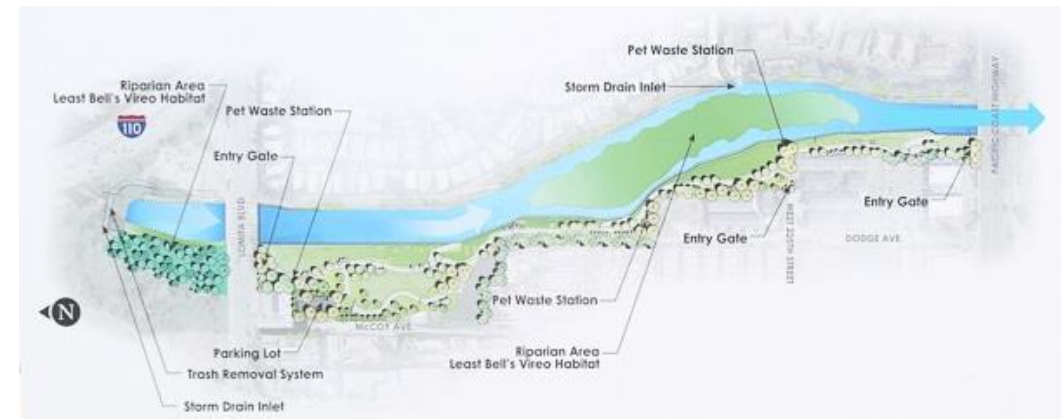 Pet Waste Station
Storm Drain Inlet
Riparian Area
Least Bell's Vireo Habitat
110
Pet Waste Station
Entry Gate
LOMITA BLVD.
PACIFIC COAST HIGHWAY
Entry Gate
WEST 255TH STREET
Entry Gate
DODGE AVE.
N
Pet Waste Station
McCOY AVE.
Parking Lot
Riparian Area
Least Bell's Vireo Habitat
Trash Removal System
Storm Drain Inlet